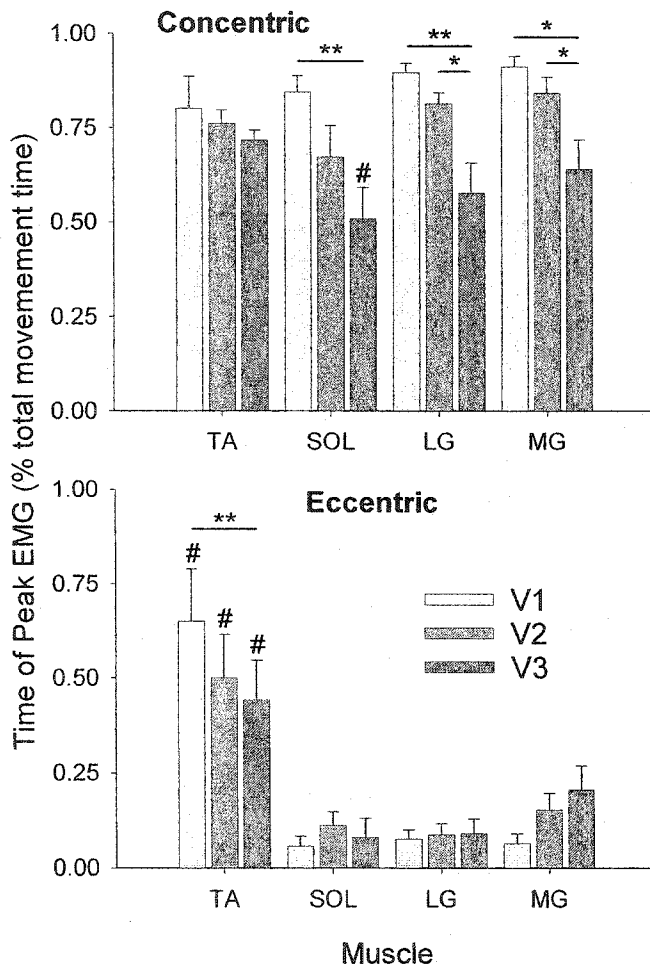 Concentric
1.00
0.75
0.50
0.25
0.00
**
#
**
*
*
*
TA SOL LG MG
Time of Peak EMG (% total movemement time)
Eccentric
1.00
0.75
0.50
0.25
0.00
**
#
#
#
V1
V2
V3
TA SOL LG MG
Muscle